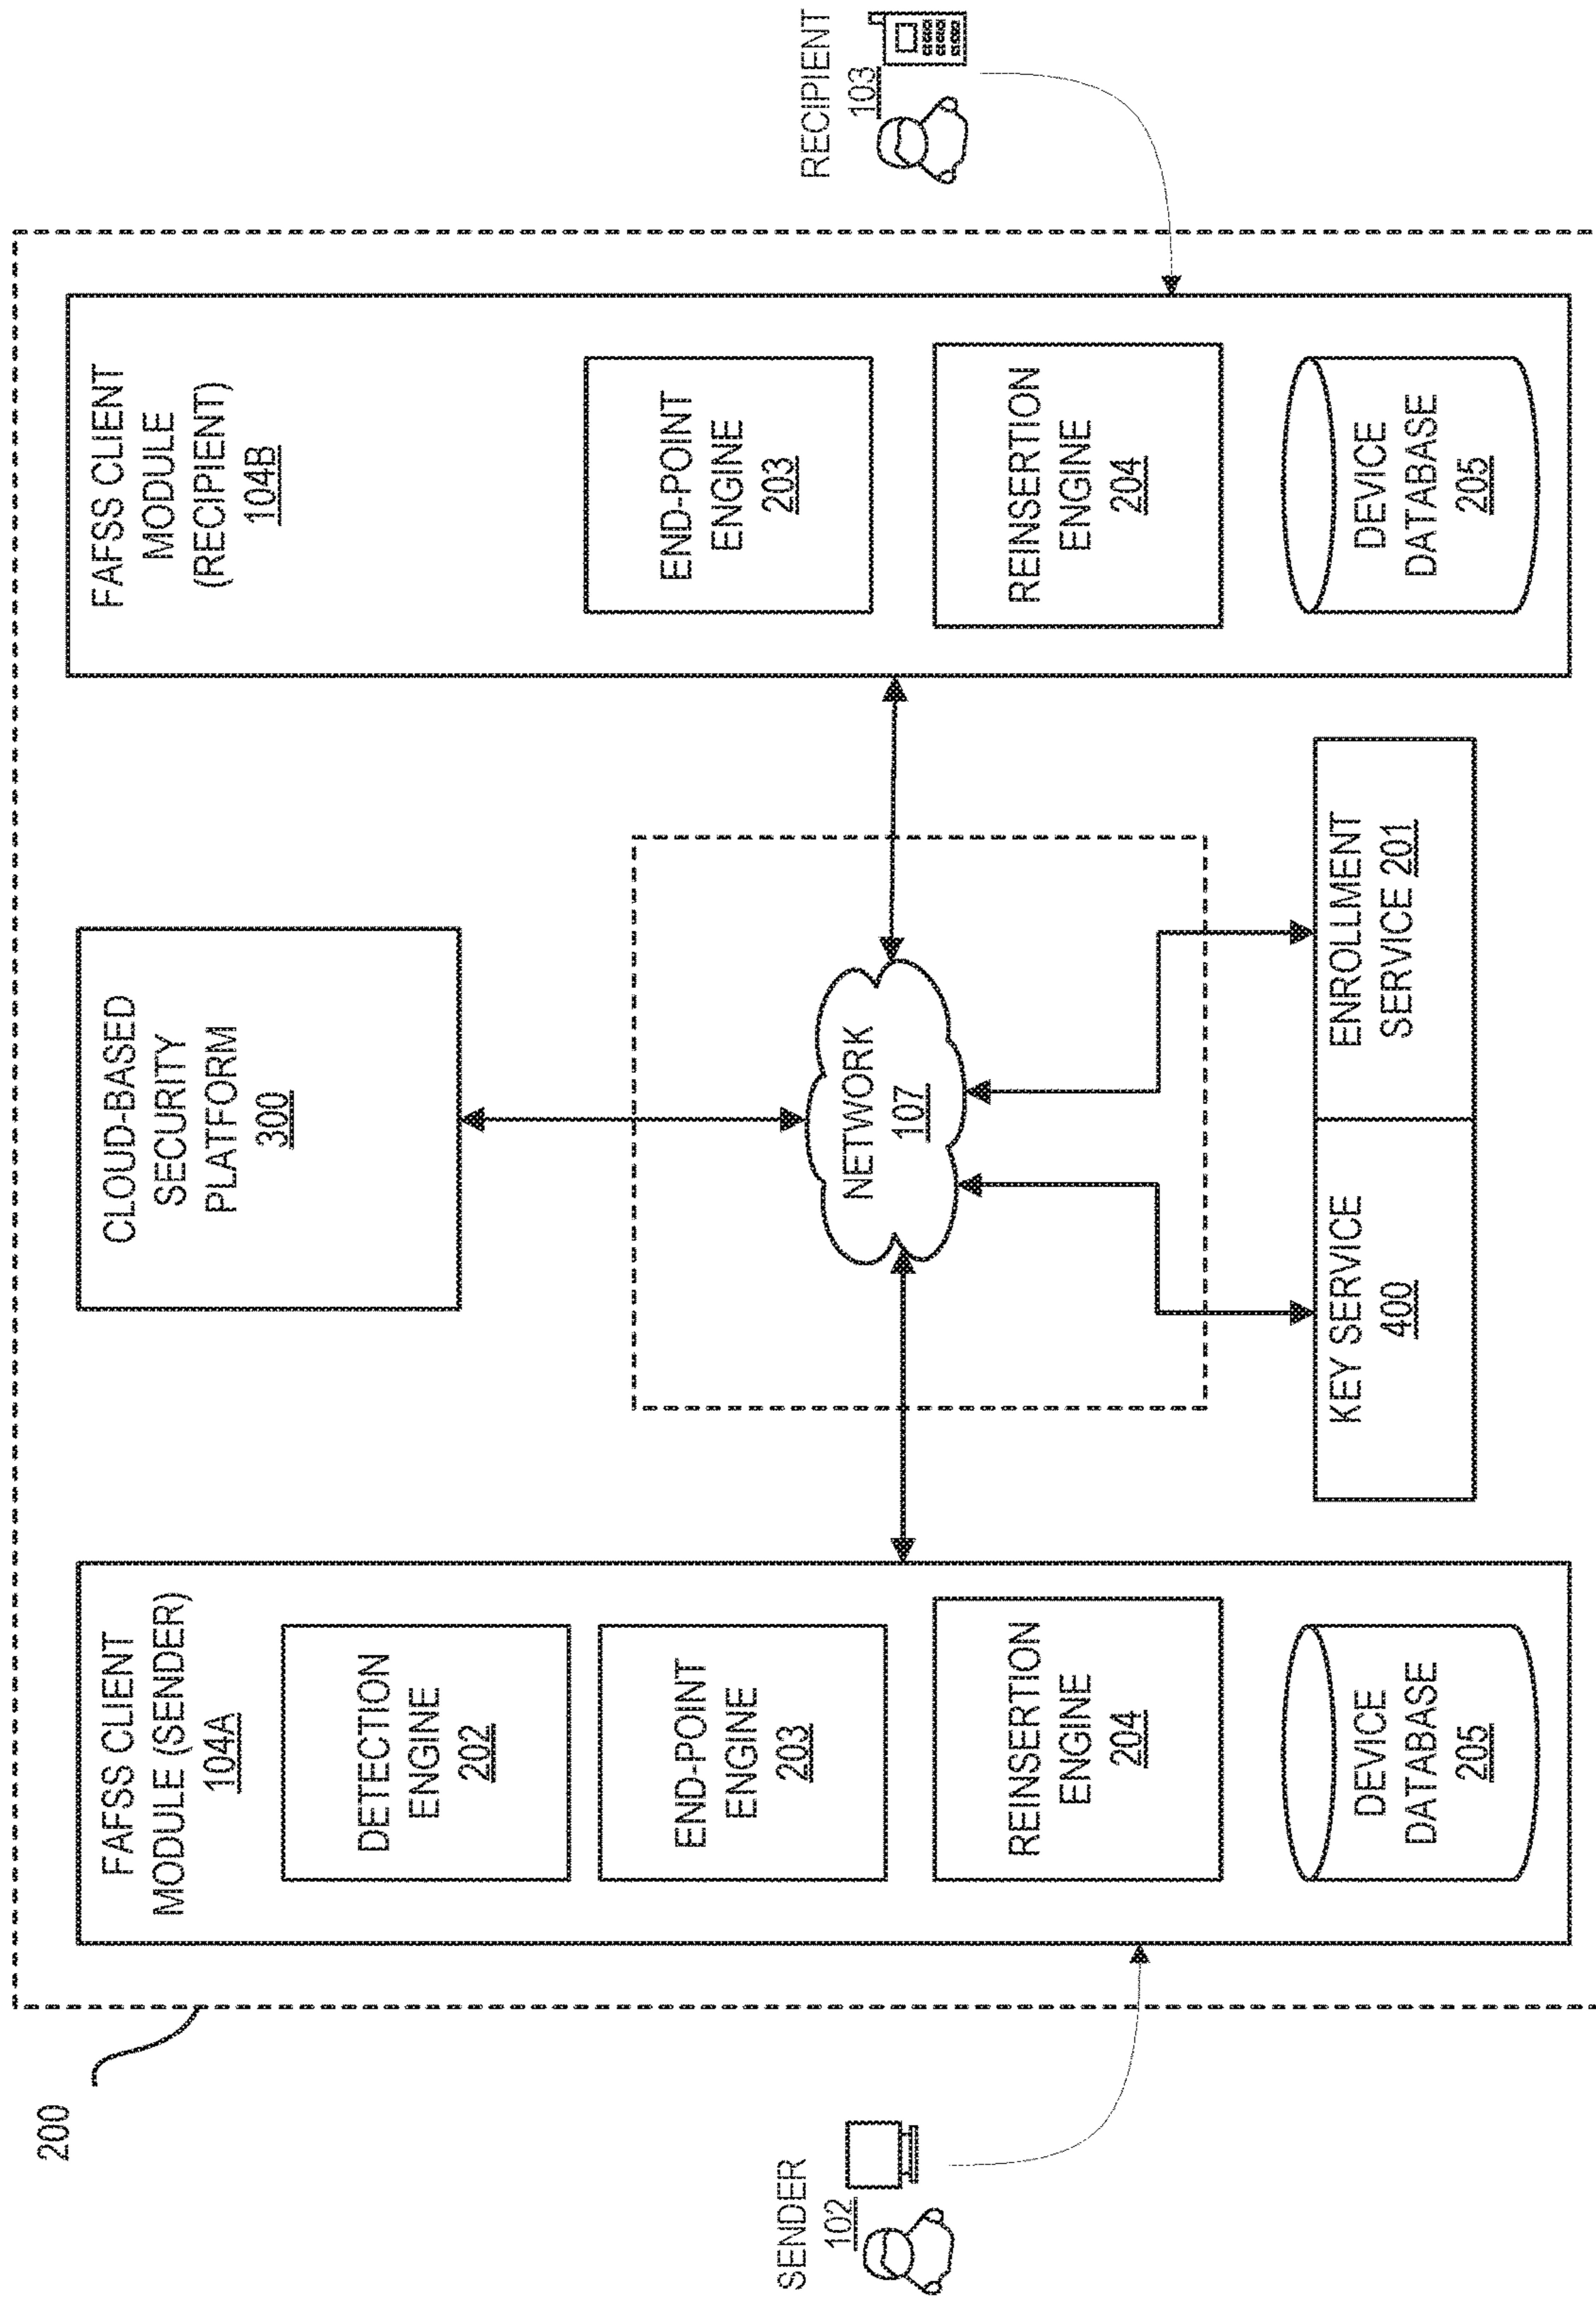 200
SENDER
102
FAFSS CLIENT
MODULE (SENDER)
104A
DETECTION
ENGINE
202
END-POINT
ENGINE
203
REINSERTION
ENGINE
204
DEVICE
DATABASE
205
CLOUD-BASED
SECURITY
PLATFORM
300
NETWORK
107
KEY SERVICE
400
ENROLLMENT
SERVICE 201
FAFSS CLIENT
MODULE
(RECIPIENT)
104B
END-POINT
ENGINE
203
REINSERTION
ENGINE
204
DEVICE
DATABASE
205
RECIPIENT
103